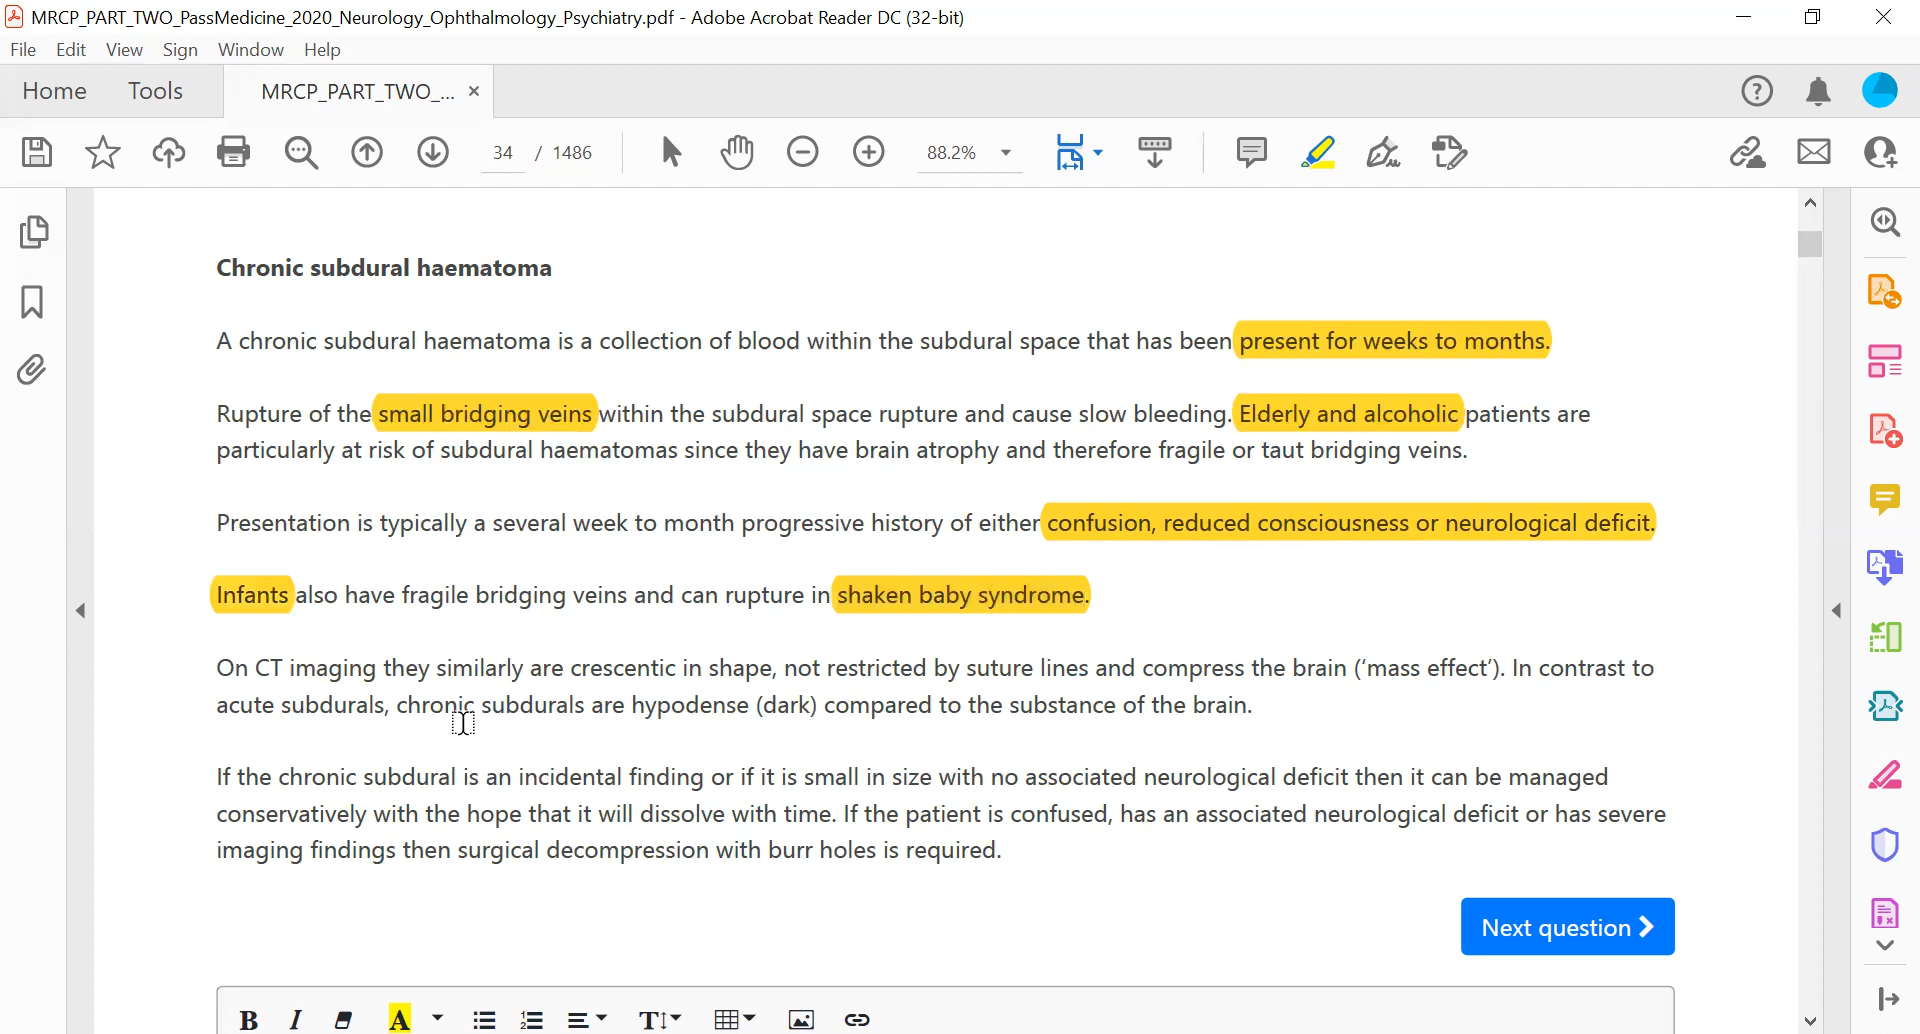 MRCP_PART_TWO_PassMedicine_2020_Neurology_Ophthalmology_Psychiatry.pdf - Adobe Acrobat Reader DC (32-bit)
File Edit View Sign Window Help
Home Tools MRCP_PART_TWO_... ×
34 / 1486 88.2%
Chronic subdural haematoma
A chronic subdural haematoma is a collection of blood within the subdural space that has been present for weeks to months.
Rupture of the small bridging veins within the subdural space rupture and cause slow bleeding. Elderly and alcoholic patients are
particularly at risk of subdural haematomas since they have brain atrophy and therefore fragile or taut bridging veins.
Presentation is typically a several week to month progressive history of either confusion, reduced consciousness or neurological deficit.
Infants also have fragile bridging veins and can rupture in shaken baby syndrome.
On CT imaging they similarly are crescentic in shape, not restricted by suture lines and compress the brain (‘mass effect’). In contrast to
acute subdurals, chronic subdurals are hypodense (dark) compared to the substance of the brain.
If the chronic subdural is an incidental finding or if it is small in size with no associated neurological deficit then it can be managed
conservatively with the hope that it will dissolve with time. If the patient is confused, has an associated neurological deficit or has severe
imaging findings then surgical decompression with burr holes is required.
Next question
B I A T